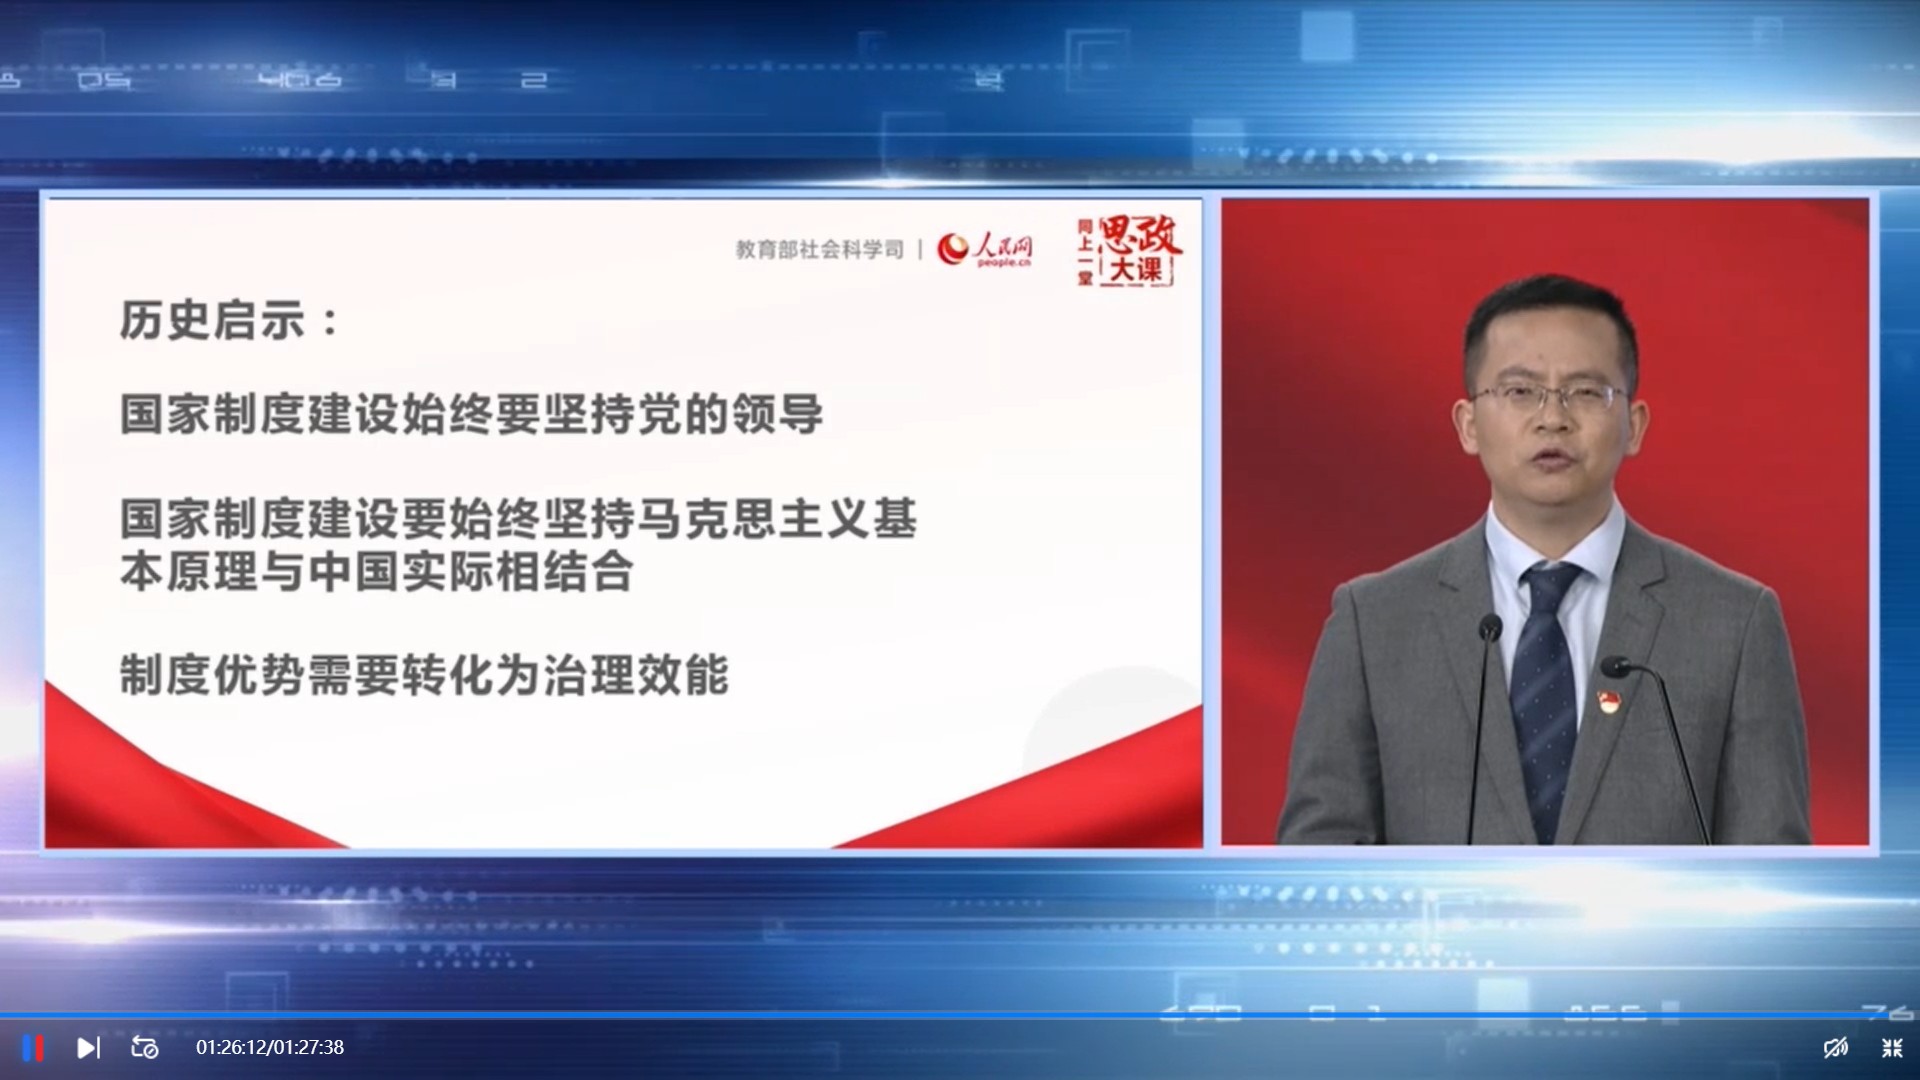 教育部社会科学司 | 人民网
people.cn
同上一堂
思政
大课
历史启示：
国家制度建设始终要坚持党的领导
国家制度建设要始终坚持马克思主义基
本原理与中国实际相结合
制度优势需要转化为治理效能
01:26:12/01:27:38